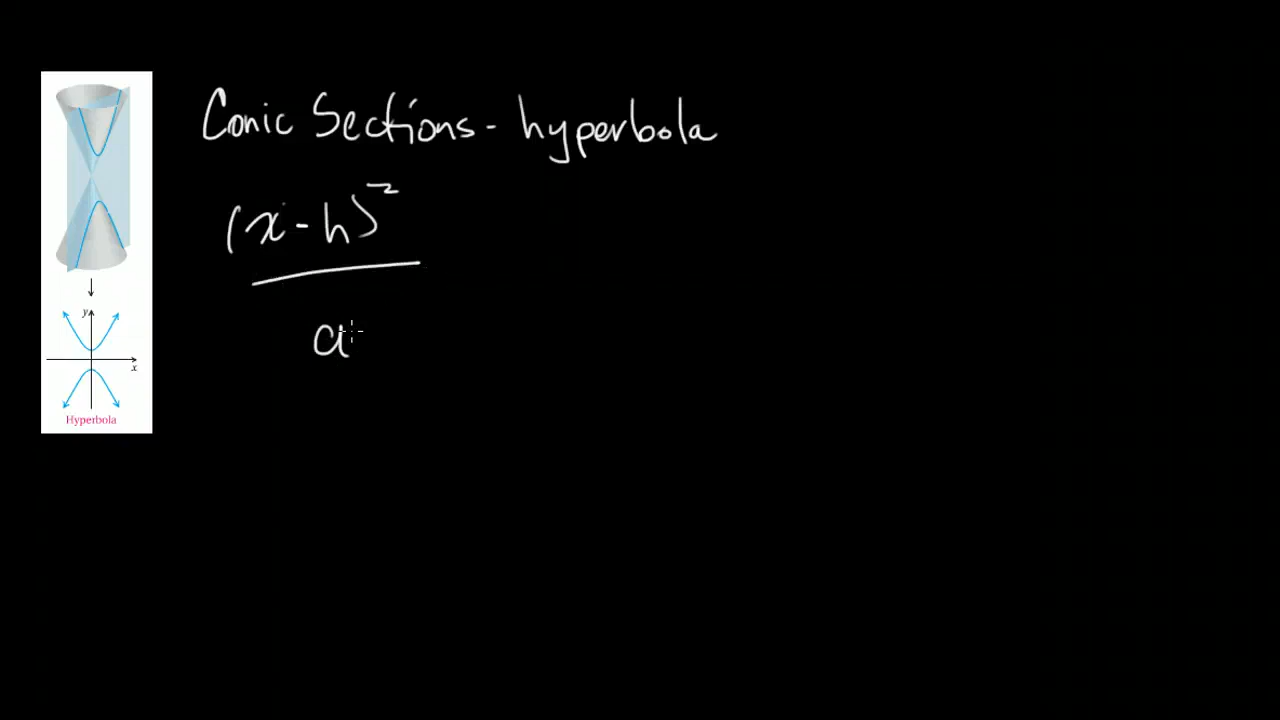 Conic Sections - hyperbola
(x - h)²
a
y
x
Hyperbola